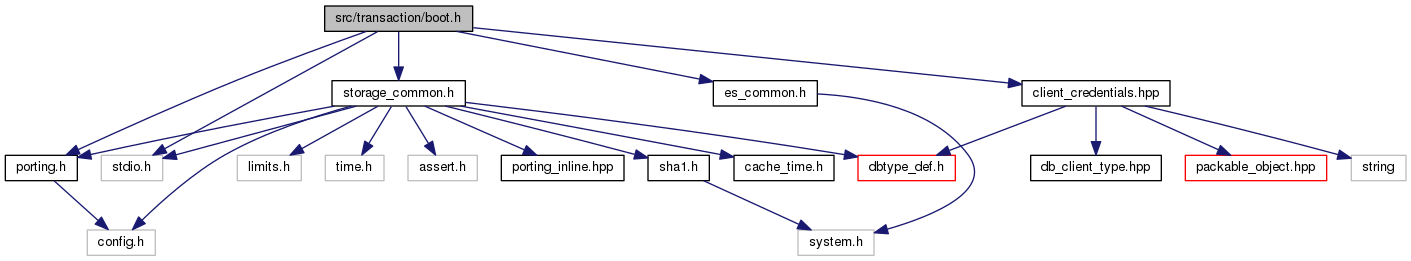 src/transaction/boot.h
storage_common.h
es_common.h
client_credentials.hpp
porting.h
stdio.h
limits.h
time.h
assert.h
porting_inline.hpp
sha1.h
cache_time.h
dbtype_def.h
db_client_type.hpp
packable_object.hpp
string
config.h
system.h